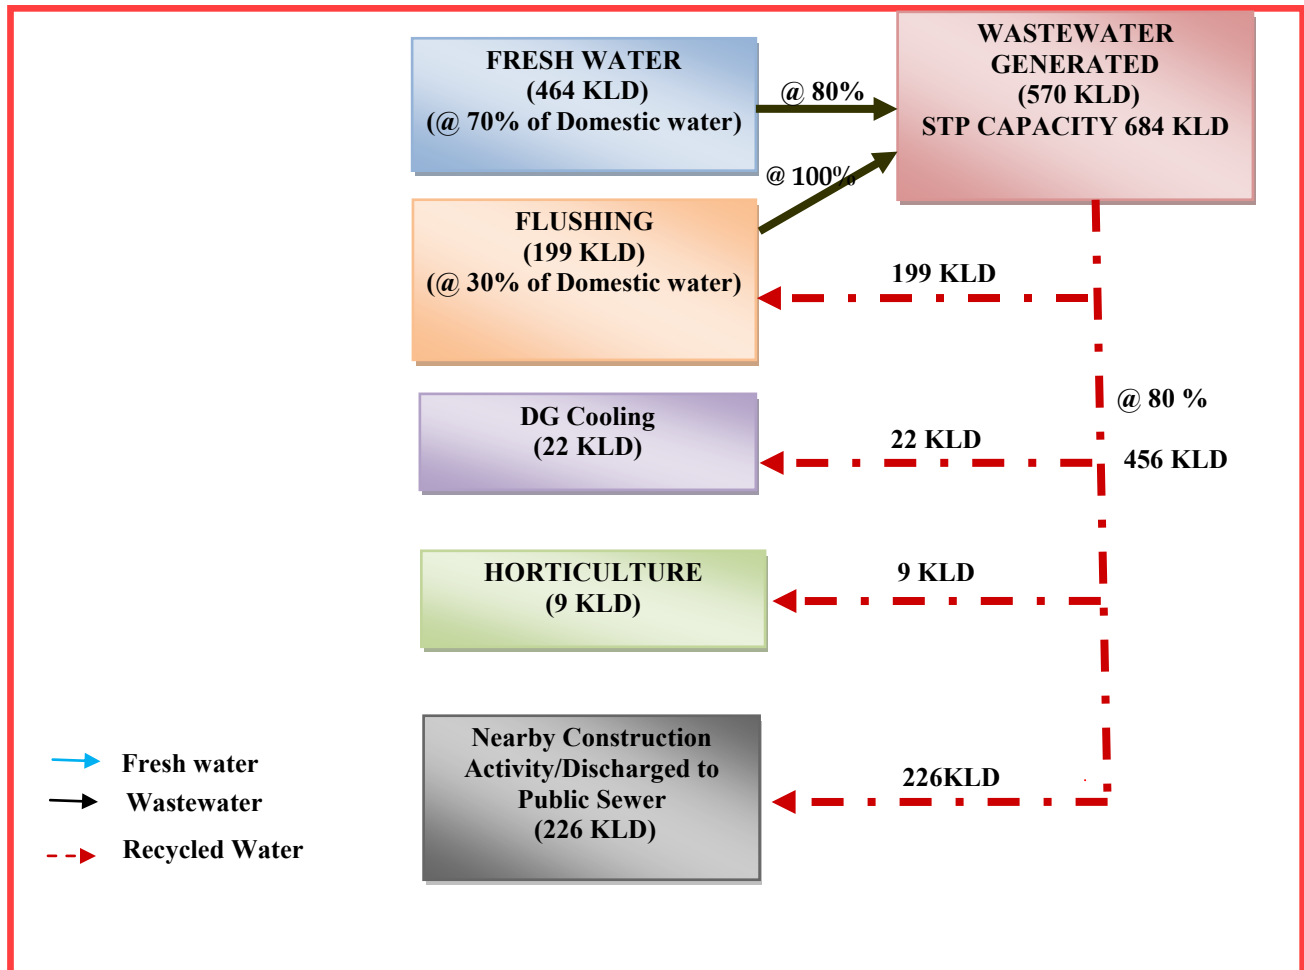 FRESH WATER
(464 KLD)
(@ 70% of Domestic water)
@ 80%
WASTEWATER
GENERATED
(570 KLD)
STP CAPACITY 684 KLD
@ 100%
FLUSHING
(199 KLD)
(@ 30% of Domestic water)
199 KLD
@ 80 %
456 KLD
DG Cooling
(22 KLD)
22 KLD
HORTICULTURE
(9 KLD)
9 KLD
Nearby Construction
Activity/Discharged to
Public Sewer
(226 KLD)
226KLD
Fresh water
Wastewater
Recycled Water